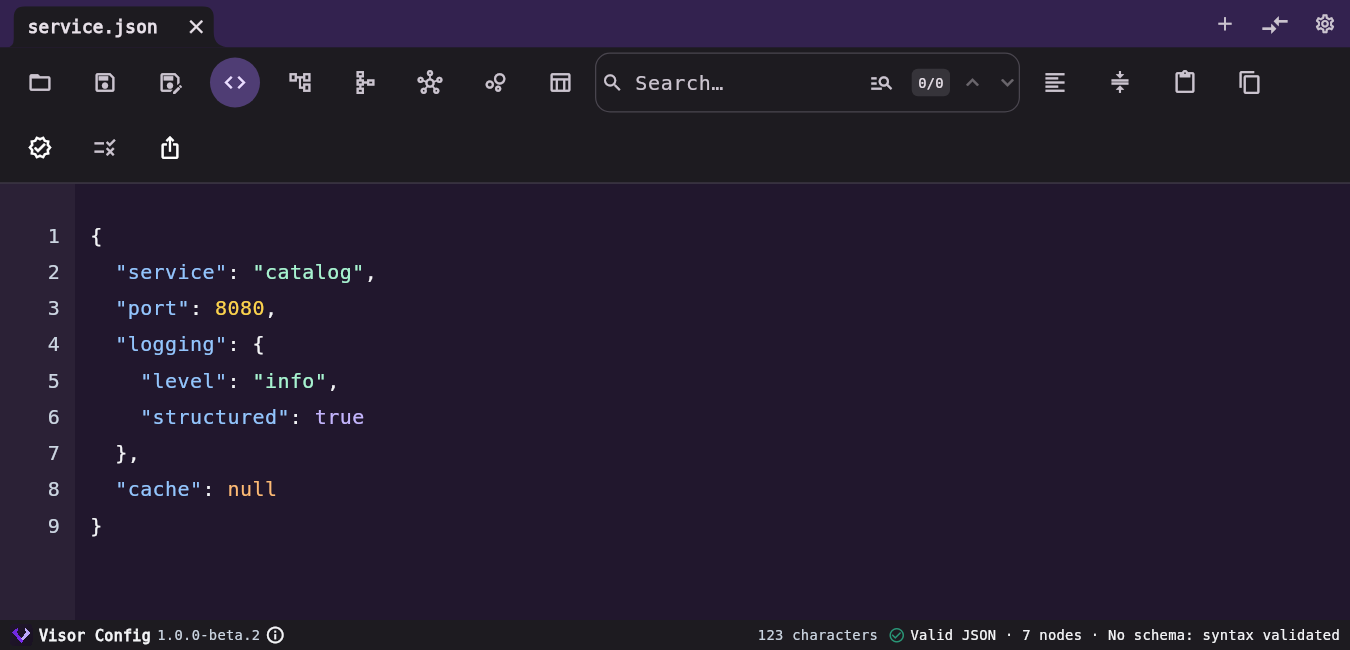 service.json
Search…
0/0
1 {
2   "service": "catalog",
3   "port": 8080,
4   "logging": {
5     "level": "info",
6     "structured": true
7   },
8   "cache": null
9 }
Visor Config 1.0.0-beta.2
123 characters Valid JSON · 7 nodes · No schema: syntax validated